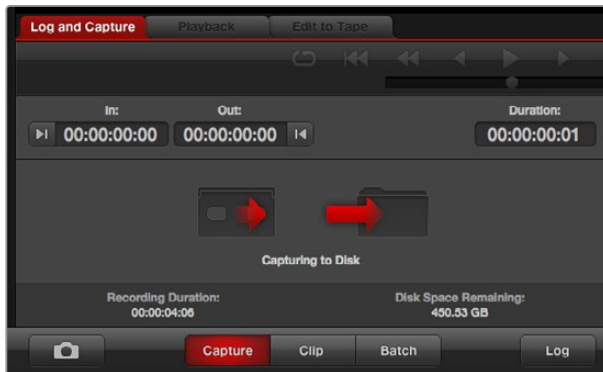 Log and Capture Playback Edit to Tape
In: Out: Duration:
00:00:00:00 00:00:00:00 00:00:00:01
Capturing to Disk
Recording Duration: Disk Space Remaining:
00:00:04:06 450.53 GB
Capture Clip Batch Log